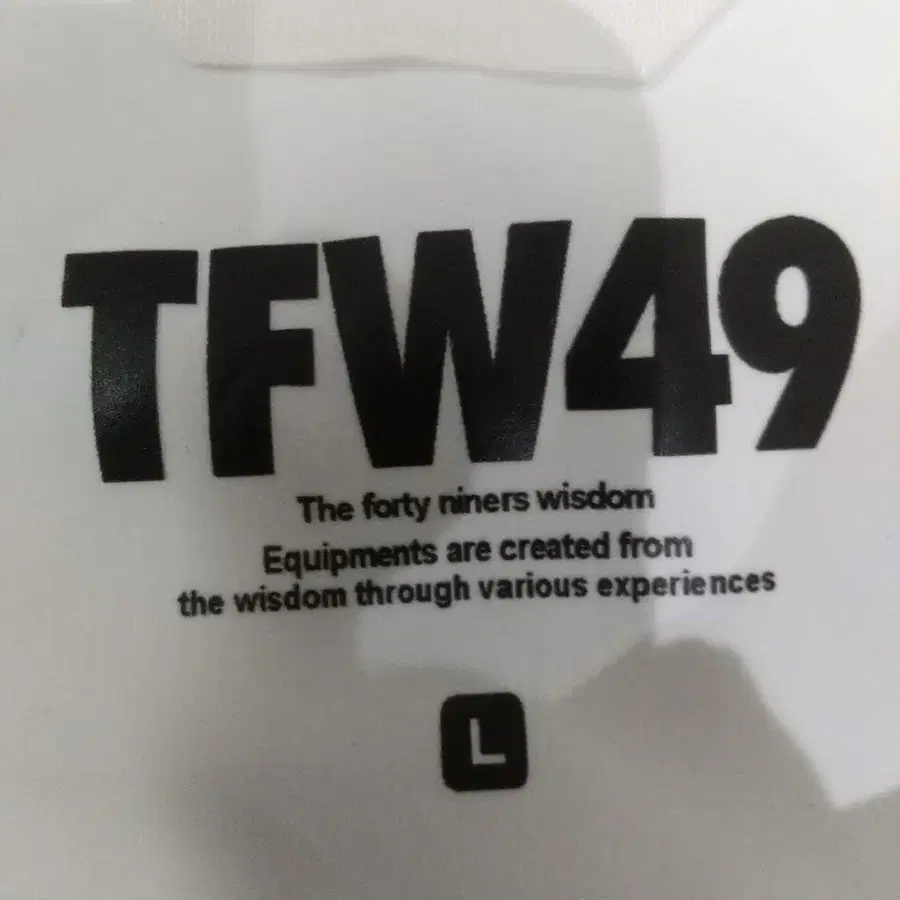 TFW49
The forty niners wisdom
Equipments are created from
the wisdom through various experiences
L